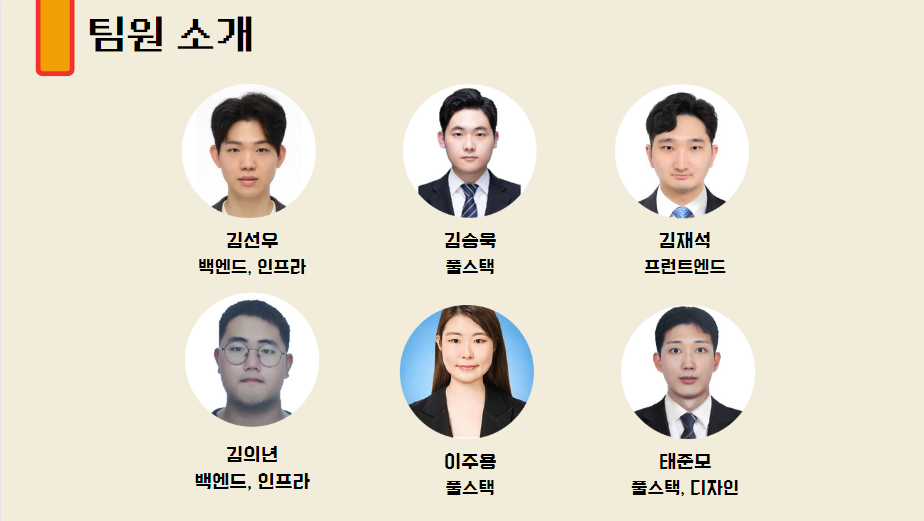 팀원 소개
김선우
백엔드, 인프라
김승욱
풀스택
김재석
프런트엔드
김의년
백엔드, 인프라
이주용
풀스택
태준모
풀스택, 디자인